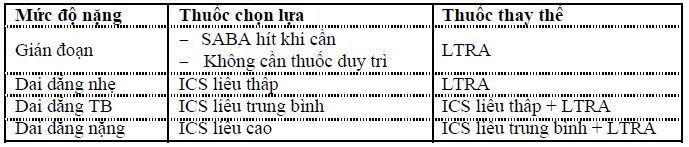 Mức độ nặng Thuốc chọn lựa Thuốc thay thế
Gián đoạn – SABA hít khi cần LTRA
– Không cần thuốc duy trì
Dai dẳng nhẹ ICS liều thấp LTRA
Dai dẳng TB ICS liều trung bình ICS liều thấp + LTRA
Dai dẳng nặng ICS liều cao ICS liều trung bình + LTRA